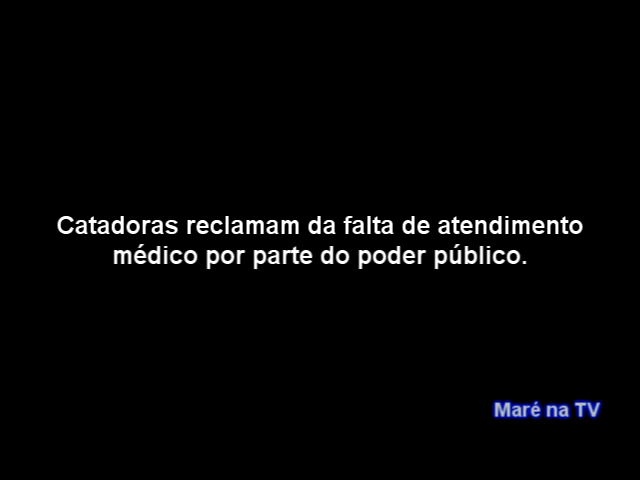 Catadoras reclamam da falta de atendimento
médico por parte do poder público.
Maré na TV